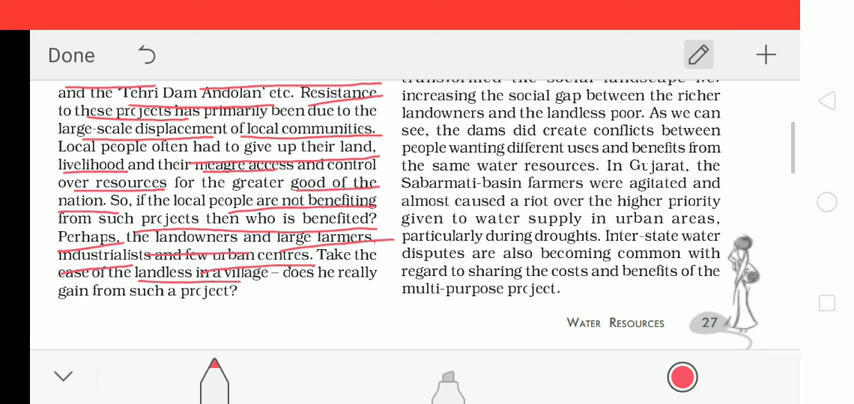 Done
and the 'Tehri Dam Andolan' etc. Resistance
to these projects has primarily been due to the
large-scale displacement of local communities.
Local people often had to give up their land,
livelihood and their meagre access and control
over resources for the greater good of the
nation. So, if the local people are not benefiting
from such projects then who is benefited?
Perhaps, the landowners and large farmers,
industrialists and few urban centres. Take the
case of the landless in a village – does he really
gain from such a project?
transformed the social landscape i.e.
increasing the social gap between the richer
landowners and the landless poor. As we can
see, the dams did create conflicts between
people wanting different uses and benefits from
the same water resources. In Gujarat, the
Sabarmati-basin farmers were agitated and
almost caused a riot over the higher priority
given to water supply in urban areas,
particularly during droughts. Inter-state water
disputes are also becoming common with
regard to sharing the costs and benefits of the
multi-purpose project.
WATER RESOURCES 27